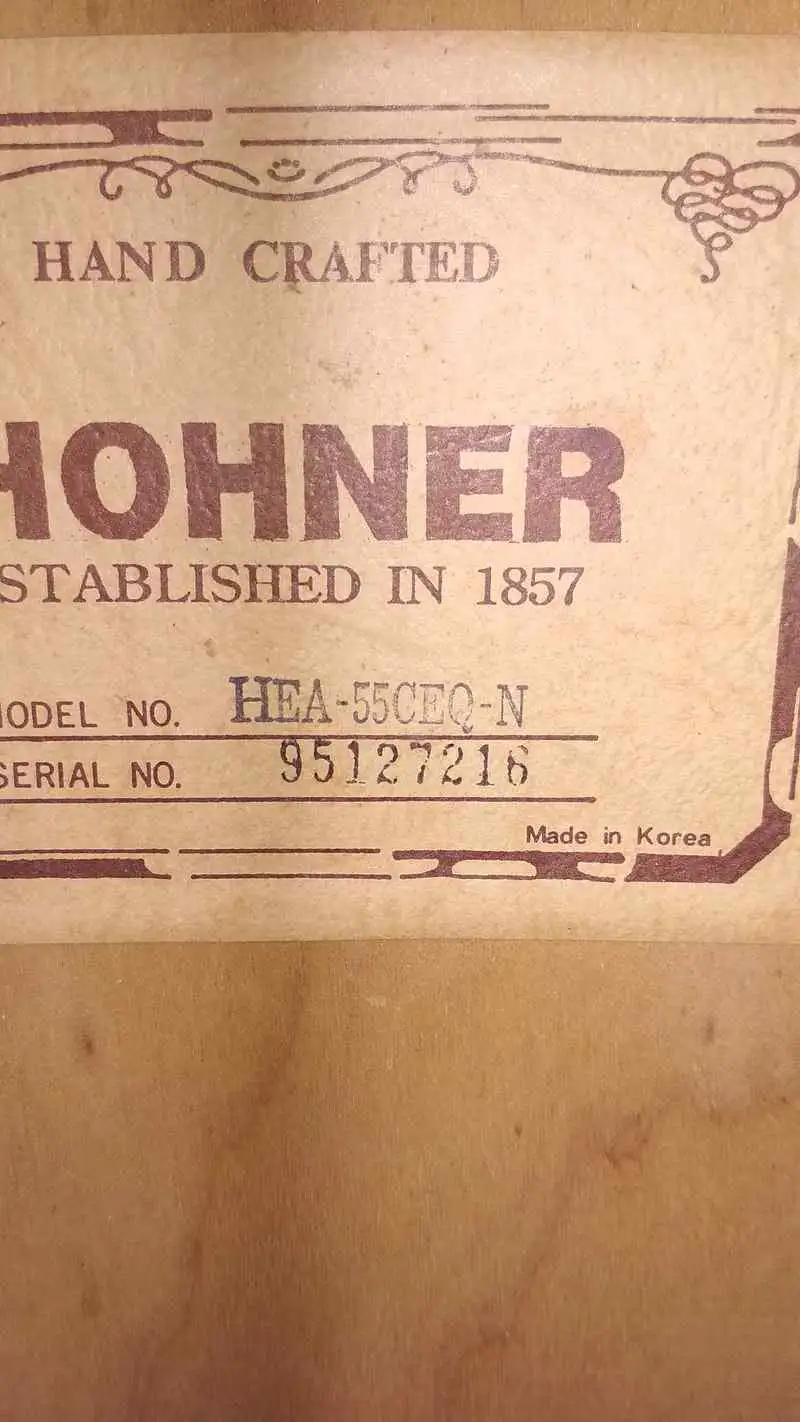 HAND CRAFTED
HOHNER
STABLISHED IN 1857
ODEL NO. HEA-55CEQ-N
SERIAL NO. 95127216
Made in Korea